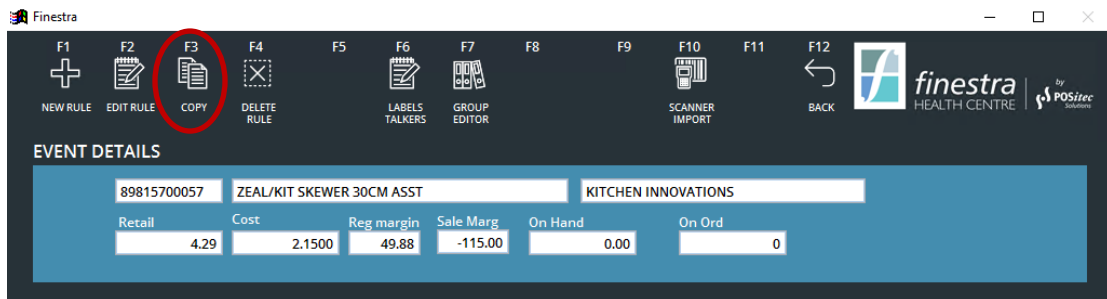 Finestra
F1 F2 F3 F4 F5 F6 F7 F8 F9 F10 F11 F12
NEW RULE EDIT RULE COPY DELETE RULE LABELS TALKERS GROUP EDITOR SCANNER IMPORT BACK
finestra
HEALTH CENTRE
by
POSitec
Solutions
EVENT DETAILS
89815700057 ZEAL/KIT SKEWER 30CM ASST KITCHEN INNOVATIONS
Retail Cost Reg margin Sale Marg On Hand On Ord
4.29 2.1500 49.88 -115.00 0.00 0